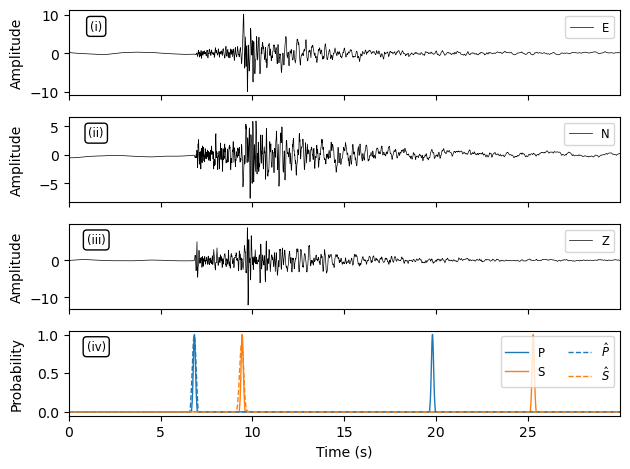 Amplitude
10
0
−10
(i)
E
Amplitude
5
0
−5
(ii)
N
Amplitude
0
−10
(iii)
Z
Probability
1.0
0.5
0.0
(iv)
P P̂
S Ŝ
0 5 10 15 20 25
Time (s)